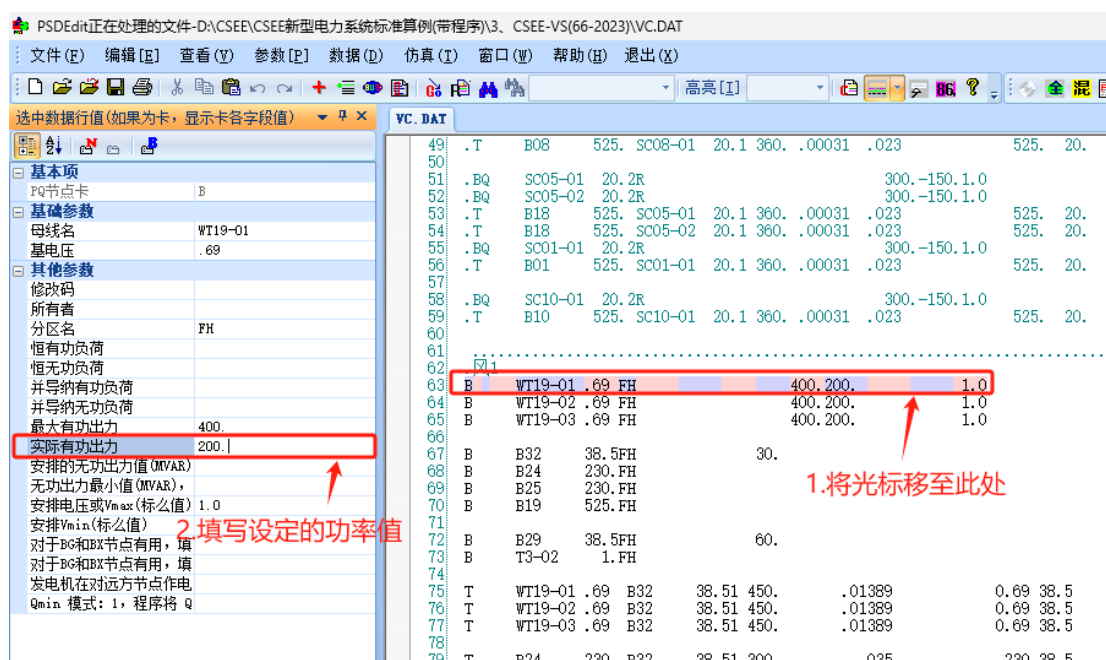 PSDEdit正在处理的文件-D:\CSEE\CSEE新型电力系统标准算例(带程序)\3、CSEE-VS(66-2023)\VC.DAT
文件(F) 编辑[E] 查看(V) 参数[P] 数据(D) 仿真(T) 窗口(W) 帮助(H) 退出(X)
高亮[I] 全 混
选中数据行值(如果为卡，显示卡各字段值)
VC.DAT
基本项
PQ节点卡 B
基础参数
母线名 WT19-01
基电压 .69
其他参数
修改码
所有者
分区名 FH
恒有功负荷
恒无功负荷
并导纳有功负荷
并导纳无功负荷
最大有功出力 400.
实际有功出力 200.
安排的无功出力值(MVAR)
无功出力最小值(MVAR)，
安排电压或Vmax(标么值) 1.0
安排Vmin(标么值)
对于BG和BX节点有用，填
对于BG和BX节点有用，填
发电机在对远方节点作电
Qmin 模式：1，程序将 Q
2.填写设定的功率值
49 .T B08 525. SC08-01 20.1 360. .00031 .023 525. 20.
50
51 .BQ SC05-01 20.2R 300.-150.1.0
52 .BQ SC05-02 20.2R 300.-150.1.0
53 .T B18 525. SC05-01 20.1 360. .00031 .023 525. 20.
54 .T B18 525. SC05-02 20.1 360. .00031 .023 525. 20.
55 .BQ SC01-01 20.2R 300.-150.1.0
56 .T B01 525. SC01-01 20.1 360. .00031 .023 525. 20.
57
58 .BQ SC10-01 20.2R 300.-150.1.0
59 .T B10 525. SC10-01 20.1 360. .00031 .023 525. 20.
60
61
62 .风1
63 B WT19-01 .69 FH 400.200. 1.0
64 B WT19-02 .69 FH 400.200. 1.0
65 B WT19-03 .69 FH 400.200. 1.0
66
67 B B32 38.5FH 30.
68 B B24 230.FH
69 B B25 230.FH
70 B B19 525.FH
71
72 B B29 38.5FH 60.
73 B T3-02 1.FH
74
75 T WT19-01 .69 B32 38.51 450. .01389 0.69 38.5
76 T WT19-02 .69 B32 38.51 450. .01389 0.69 38.5
77 T WT19-03 .69 B32 38.51 450. .01389 0.69 38.5
78
1.将光标移至此处